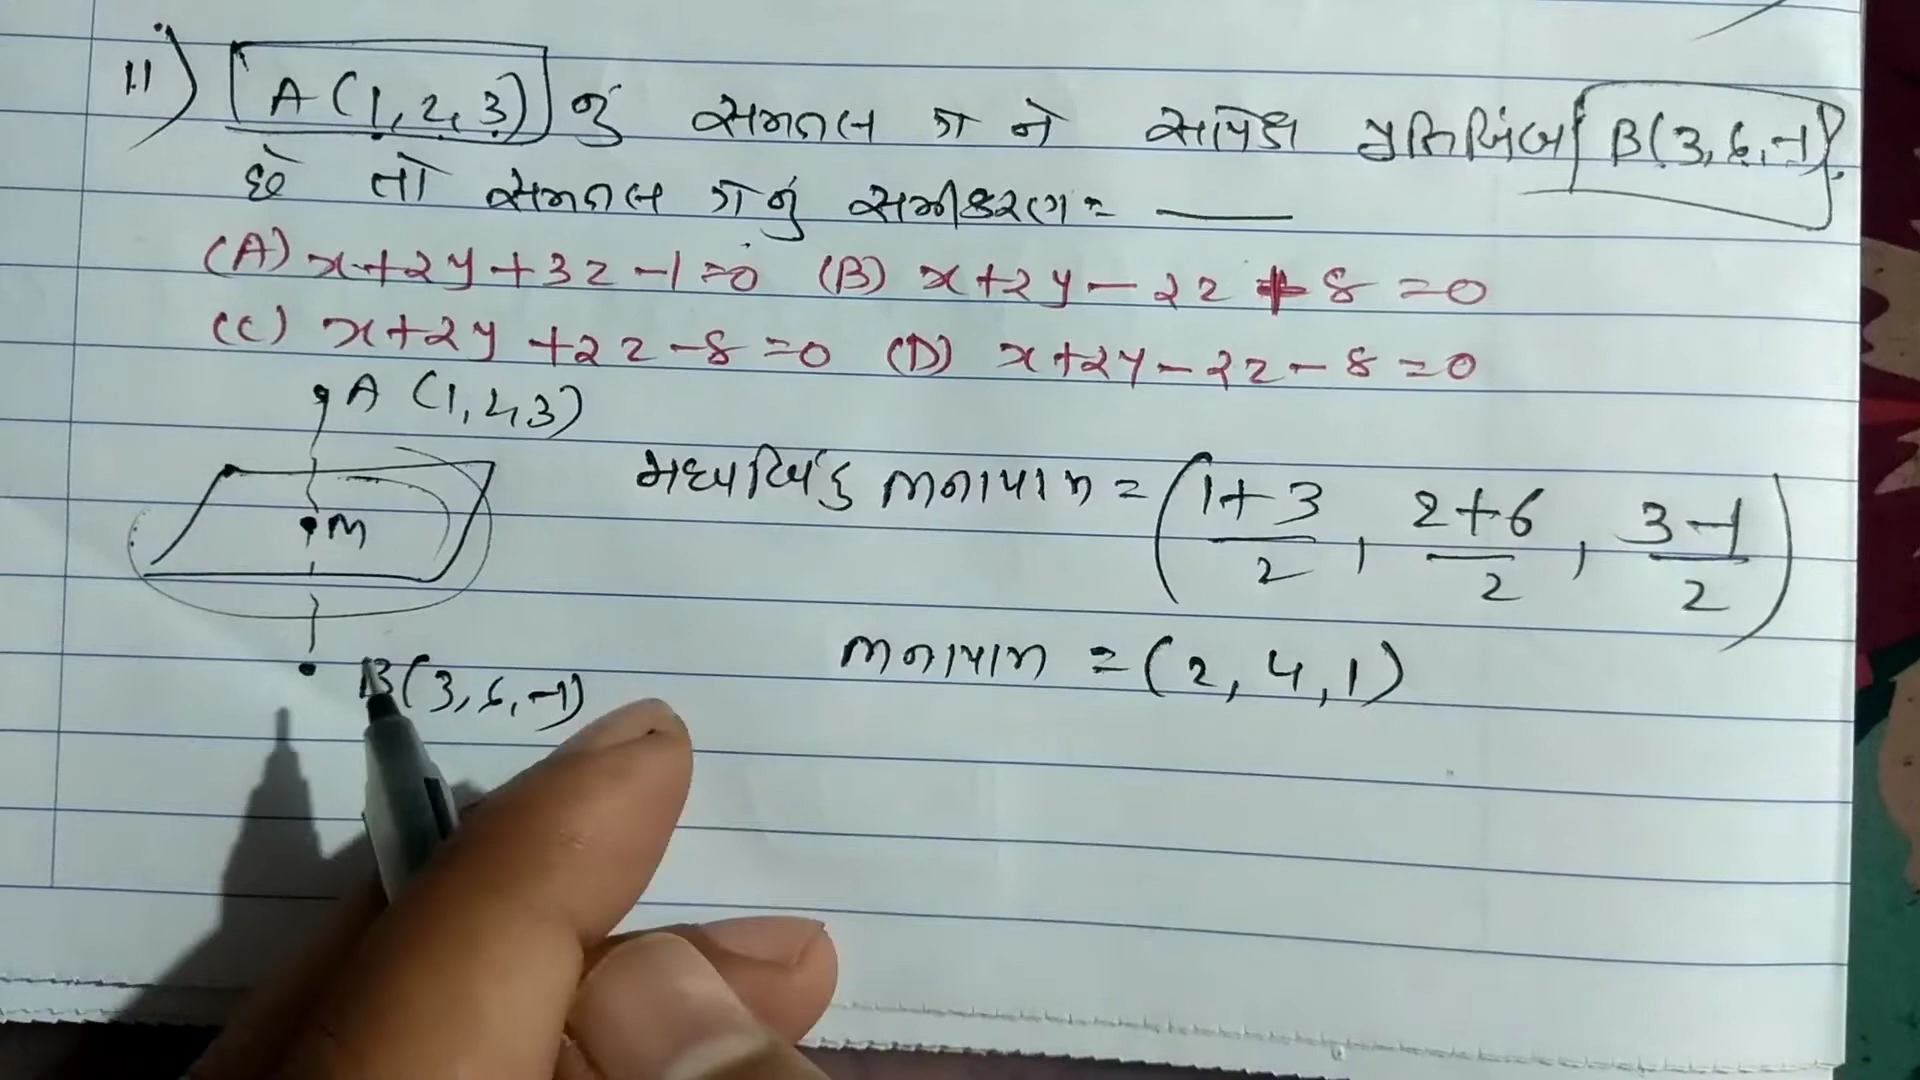 11) A(1,2,3) નું સમતલ π ને સાપેક્ષ પ્રતિબિંબ B(3,6,-1)
છે તો સમતલ π નું સમીકરણ = ___
(A) x+2y+3z-1=0 (B) x+2y-2z+8=0
(C) x+2y+2z-8=0 (D) x+2y-2z-8=0
A (1,2,3)
મધ્યબિંદુ M ના યામ = (1+3/2, 2+6/2, 3-1/2)
M
M ના યામ = (2,4,1)
B(3,6,-1)